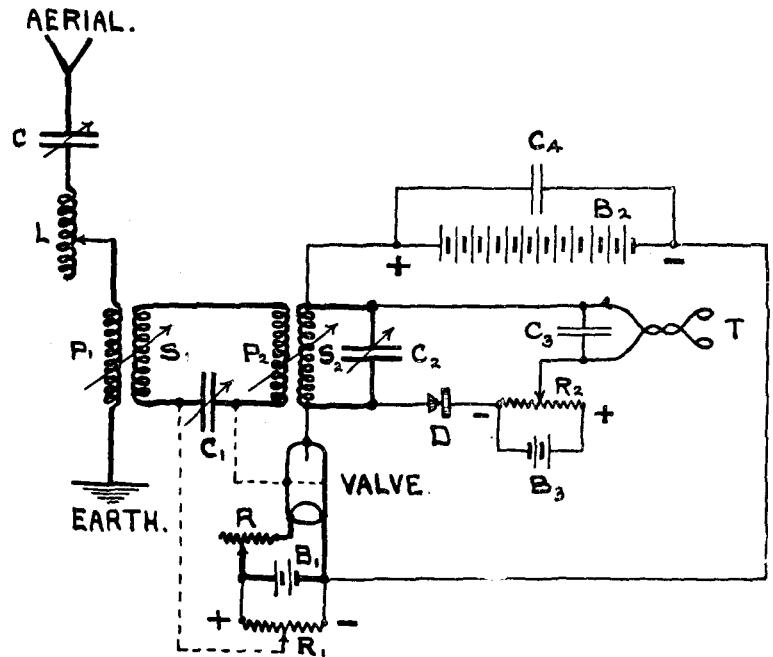 AERIAL.
C
C4
B2
L
+
-
P1
S1
P2
S2
C2
C3
T
R2
C1
D
-
+
B3
VALVE.
EARTH.
R
B1
+
-
R1